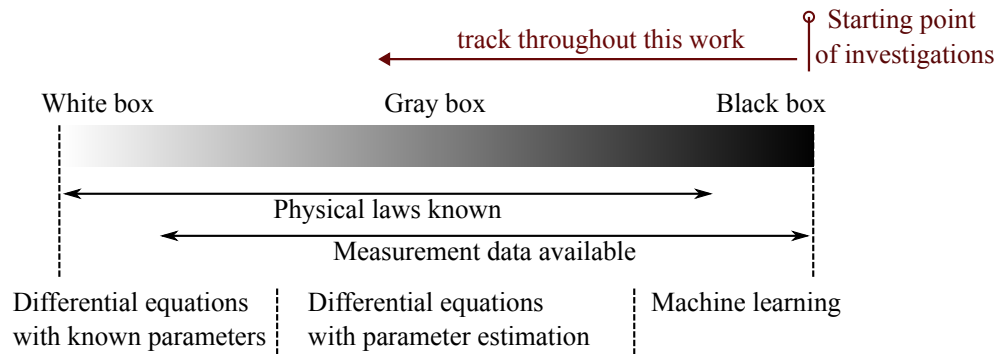 Starting point
of investigations
track throughout this work
White box
Gray box
Black box
Physical laws known
Measurement data available
Differential equations
with known parameters
Differential equations
with parameter estimation
Machine learning